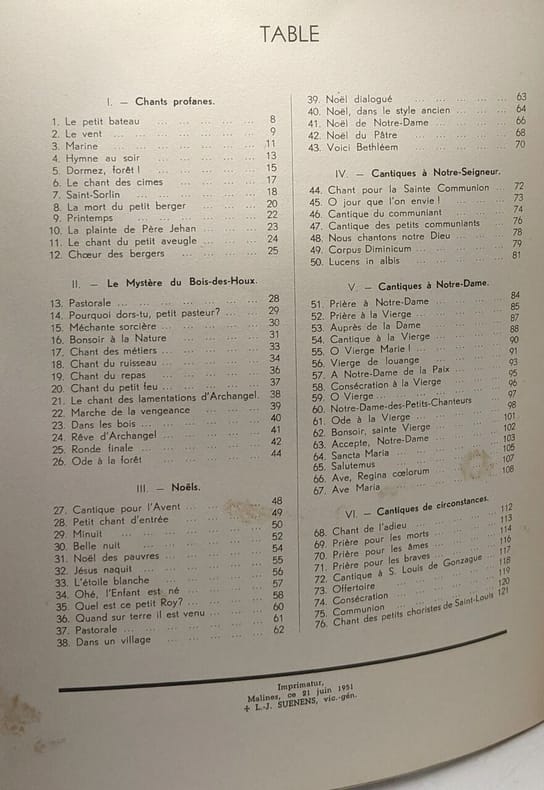 TABLE
I. — Chants profanes.
1. Le petit bateau ... 8
2. Le vent ... 9
3. Marine ... 11
4. Hymne au soir ... 13
5. Dormez, forêt ! ... 15
6. Le chant des cimes ... 17
7. Saint-Sorlin ... 18
8. La mort du petit berger ... 20
9. Printemps ... 22
10. La plainte de Père Jehan ... 23
11. Le chant du petit aveugle ... 24
12. Chœur des bergers ... 25
II. — Le Mystère du Bois-des-Houx.
13. Pastorale ... 28
14. Pourquoi dors-tu, petit pasteur? ... 29
15. Méchante sorcière ... 30
16. Bonsoir à la Nature ... 31
17. Chant des métiers ... 33
18. Chant du ruisseau ... 34
19. Chant du repas ... 36
20. Chant du petit feu ... 37
21. Le chant des lamentations d'Archangel. 38
22. Marche de la vengeance ... 39
23. Dans les bois ... 40
24. Rêve d'Archangel ... 41
25. Ronde finale ... 42
26. Ode à la forêt ... 44
III. — Noëls.
27. Cantique pour l'Avent ... 48
28. Petit chant d'entrée ... 49
29. Minuit ... 50
30. Belle nuit ... 52
31. Noël des pauvres ... 54
32. Jésus naquit ... 55
33. L'étoile blanche ... 56
34. Ohé, l'Enfant est né ... 57
35. Quel est ce petit Roy? ... 58
36. Quand sur terre il est venu ... 60
37. Pastorale ... 61
38. Dans un village ... 62
39. Noël dialogué ... 63
40. Noël, dans le style ancien ... 64
41. Noël de Notre-Dame ... 66
42. Noël du Pâtre ... 68
43. Voici Bethléem ... 70
IV. — Cantiques à Notre-Seigneur.
44. Chant pour la Sainte Communion ... 72
45. O jour que l'on envie ! ... 73
46. Cantique du communiant ... 74
47. Cantique des petits communiants ... 76
48. Nous chantons notre Dieu ... 78
49. Corpus Diminicum ... 79
50. Lucens in albis ... 81
V. — Cantiques à Notre-Dame.
51. Prière à Notre-Dame ... 84
52. Prière à la Vierge ... 85
53. Auprès de la Dame ... 87
54. Cantique à la Vierge ... 88
55. O Vierge Marie ! ... 90
56. Vierge de louange ... 91
57. A Notre-Dame de la Paix ... 93
58. Consécration à la Vierge ... 95
59. O Vierge ... 96
60. Notre-Dame-des-Petits-Chanteurs ... 97
61. Ode à la Vierge ... 98
62. Bonsoir, sainte Vierge ... 101
63. Accepte, Notre-Dame ... 102
64. Sancta Maria ... 103
65. Salutemus ... 105
66. Ave, Regina cœlorum ... 107
67. Ave Maria ... 108
VI. — Cantiques de circonstances.
68. Chant de l'adieu ... 112
69. Prière pour les morts ... 113
70. Prière pour les âmes ... 114
71. Prière pour les braves ... 116
72. Cantique à S. Louis de Gonzague ... 117
73. Offertoire ... 118
74. Consécration ... 119
75. Communion ... 120
76. Chant des petits choristes de Saint-Louis 121
Imprimatur,
Malines, ce 21 juin 1951
+ L.-J. SUENENS, vic.-gén.